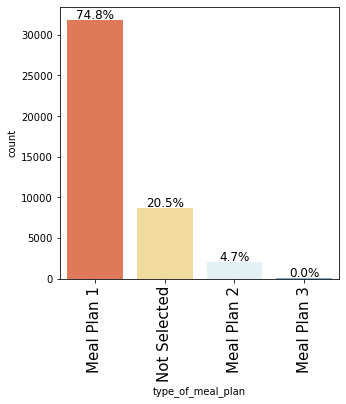 74.8%
30000
25000
20000
15000
10000
5000
0
count
20.5%
4.7%
0.0%
Meal Plan 1
Not Selected
Meal Plan 2
Meal Plan 3
type_of_meal_plan